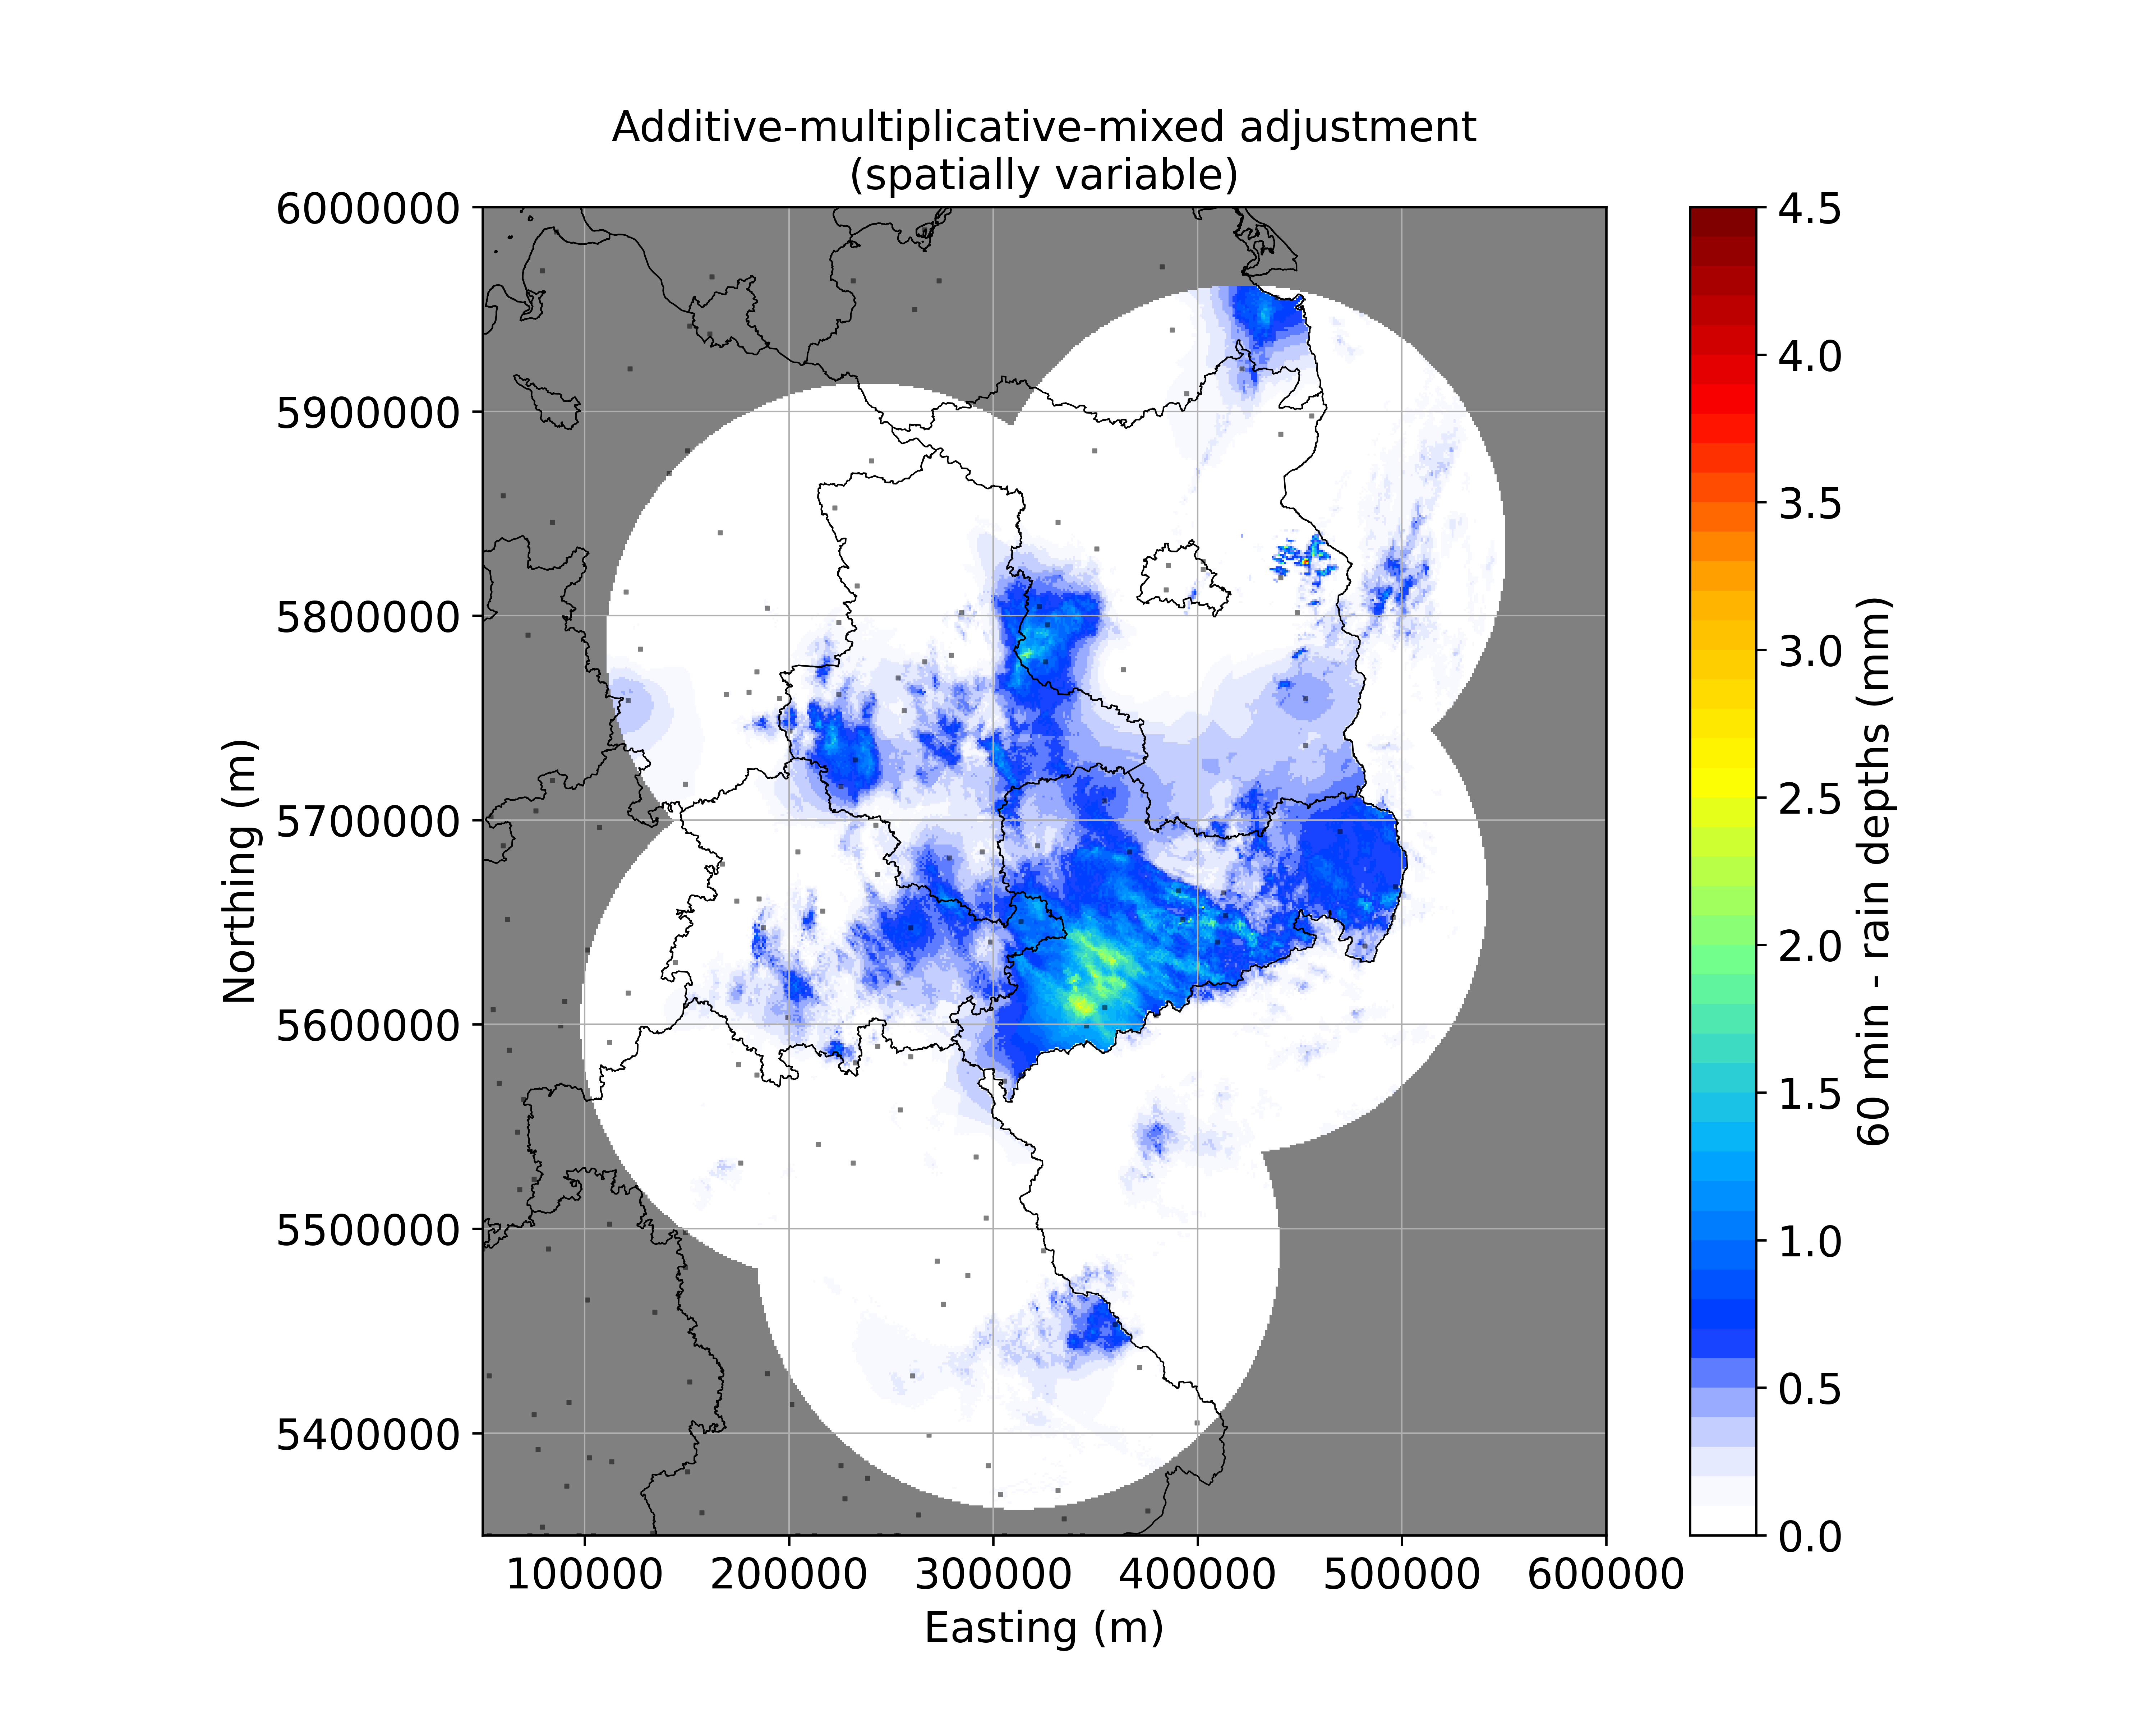 Additive-multiplicative-mixed adjustment
(spatially variable)
6000000
5900000
5800000
5700000
5600000
5500000
5400000
Northing (m)
100000 200000 300000 400000 500000 600000
Easting (m)
4.5
4.0
3.5
3.0
2.5
2.0
1.5
1.0
0.5
0.0
60 min - rain depths (mm)